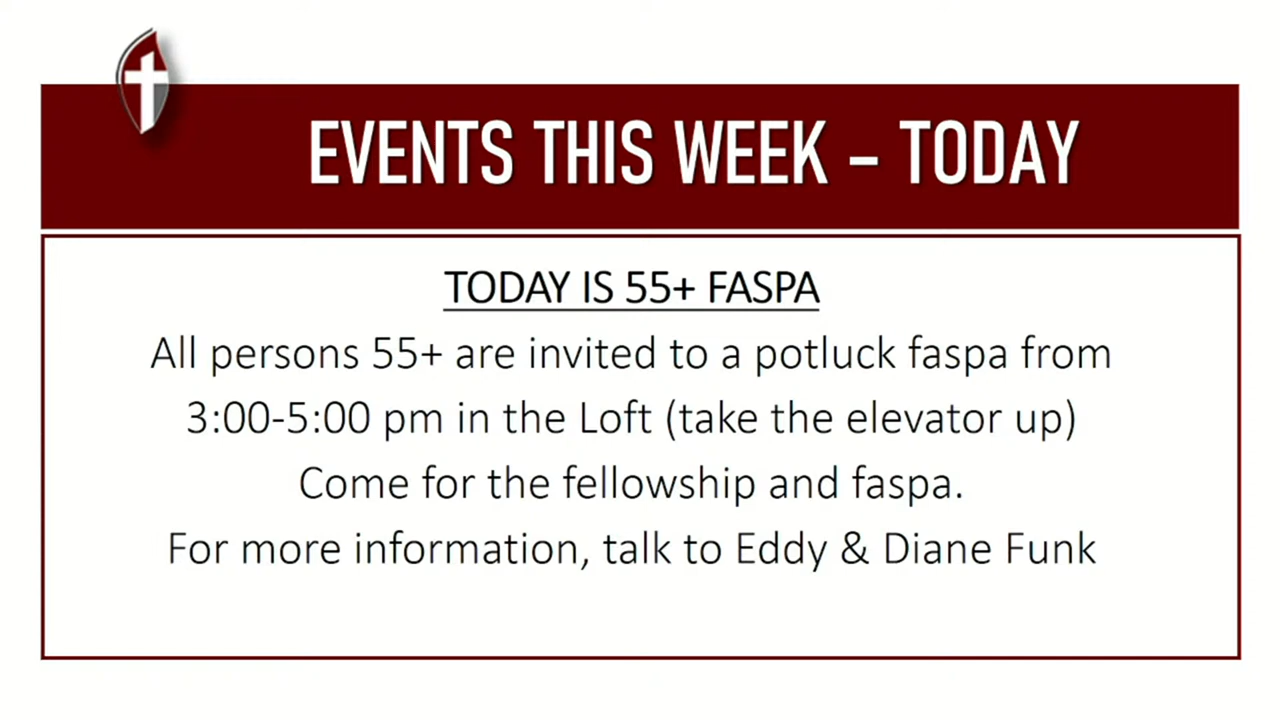 EVENTS THIS WEEK – TODAY
TODAY IS 55+ FASPA
All persons 55+ are invited to a potluck faspa from
3:00-5:00 pm in the Loft (take the elevator up)
Come for the fellowship and faspa.
For more information, talk to Eddy & Diane Funk